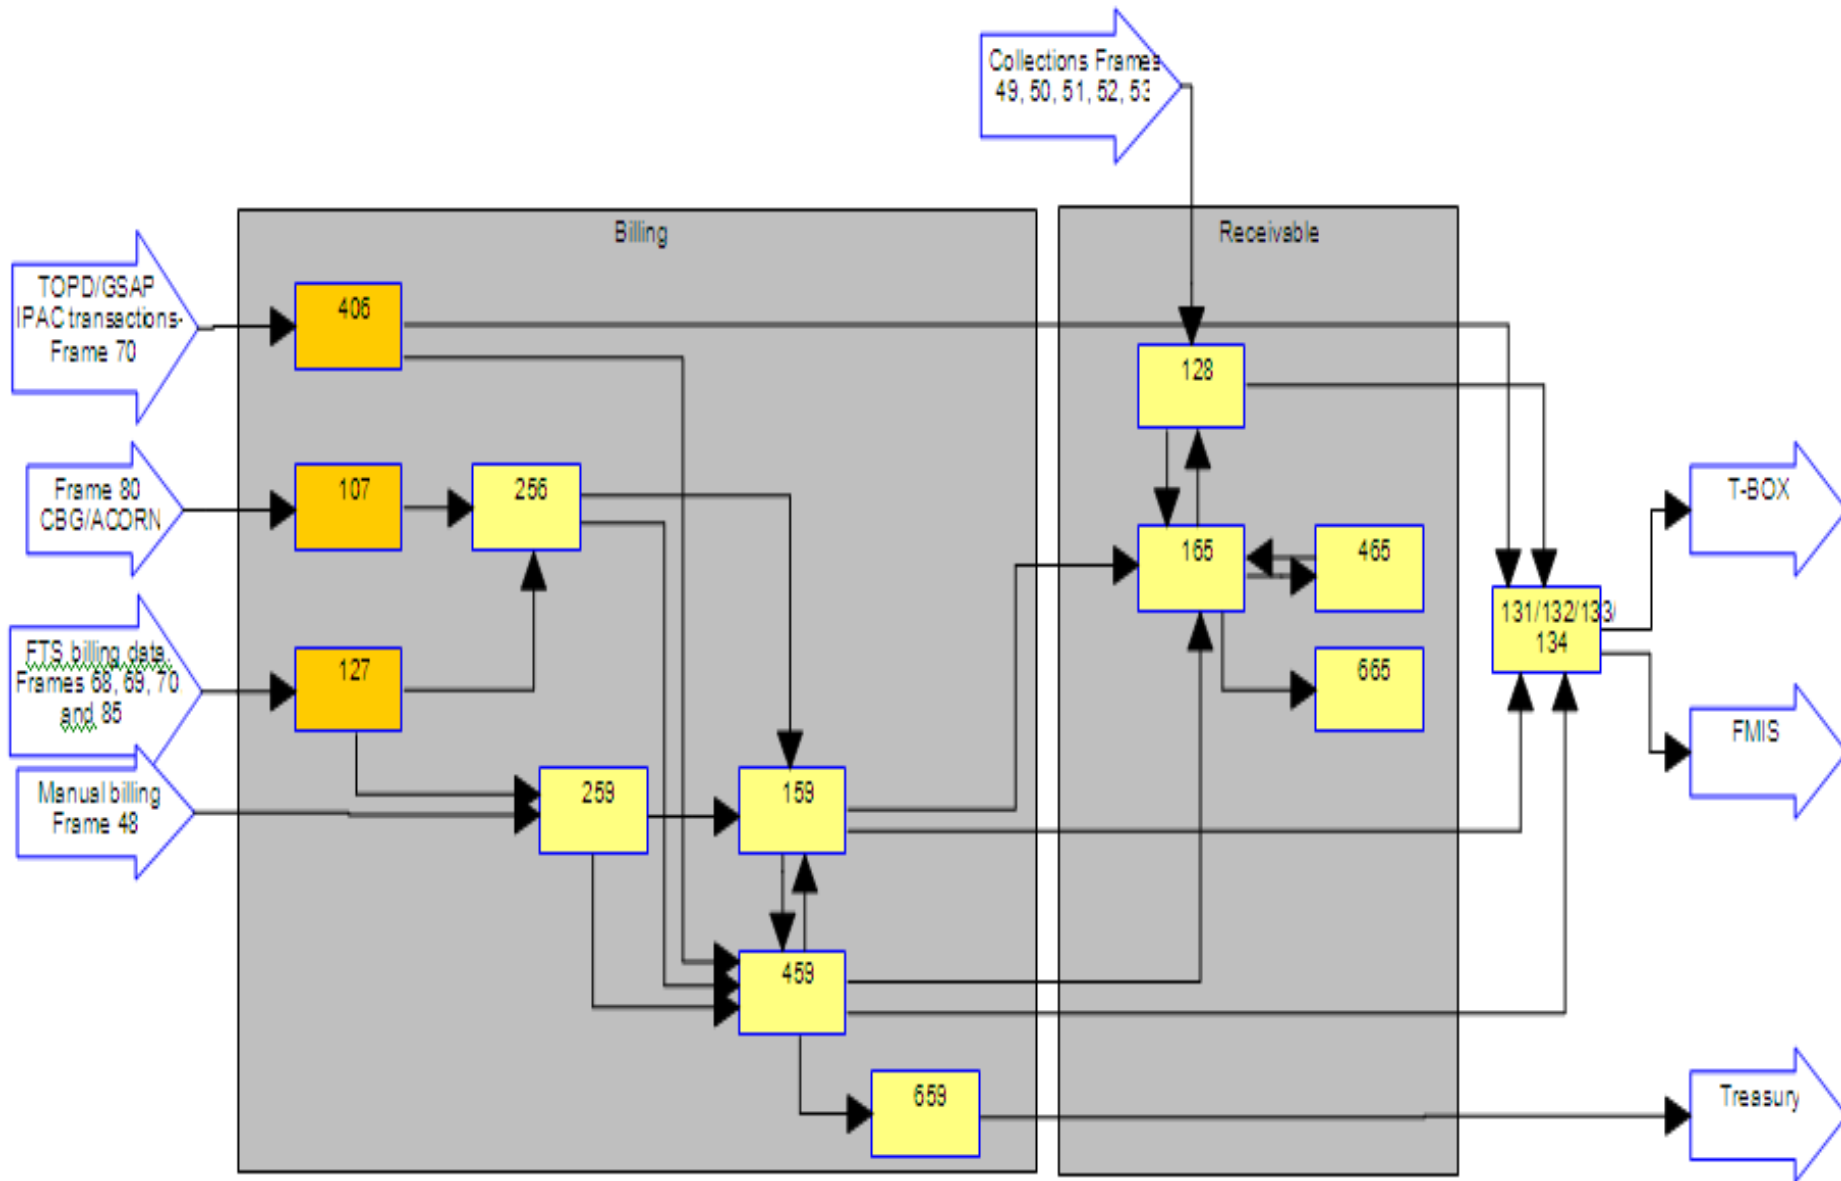 Collections Frames
49, 50, 51, 52, 53
Billing
Receivable
TOPD/GSAP
IPAC transactions-
Frame 70
406
128
Frame 80
CBG/ACORN
107
256
165
465
T-BOX
131/132/133/
134
FTS billing data.
Frames 68, 69, 70
and 85
127
665
FMIS
Manual billing
Frame 48
259
159
459
659
Treasury